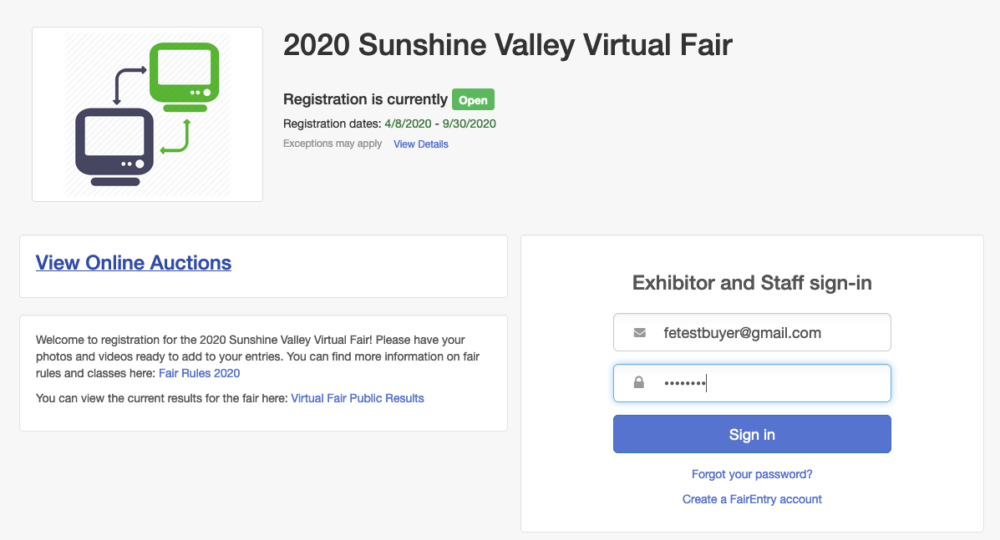 2020 Sunshine Valley Virtual Fair
Registration is currently Open
Registration dates: 4/8/2020 - 9/30/2020
Exceptions may apply View Details
View Online Auctions
Welcome to registration for the 2020 Sunshine Valley Virtual Fair! Please have your
photos and videos ready to add to your entries. You can find more information on fair
rules and classes here: Fair Rules 2020
You can view the current results for the fair here: Virtual Fair Public Results
Exhibitor and Staff sign-in
fetestbuyer@gmail.com
••••••••
Sign in
Forgot your password?
Create a FairEntry account